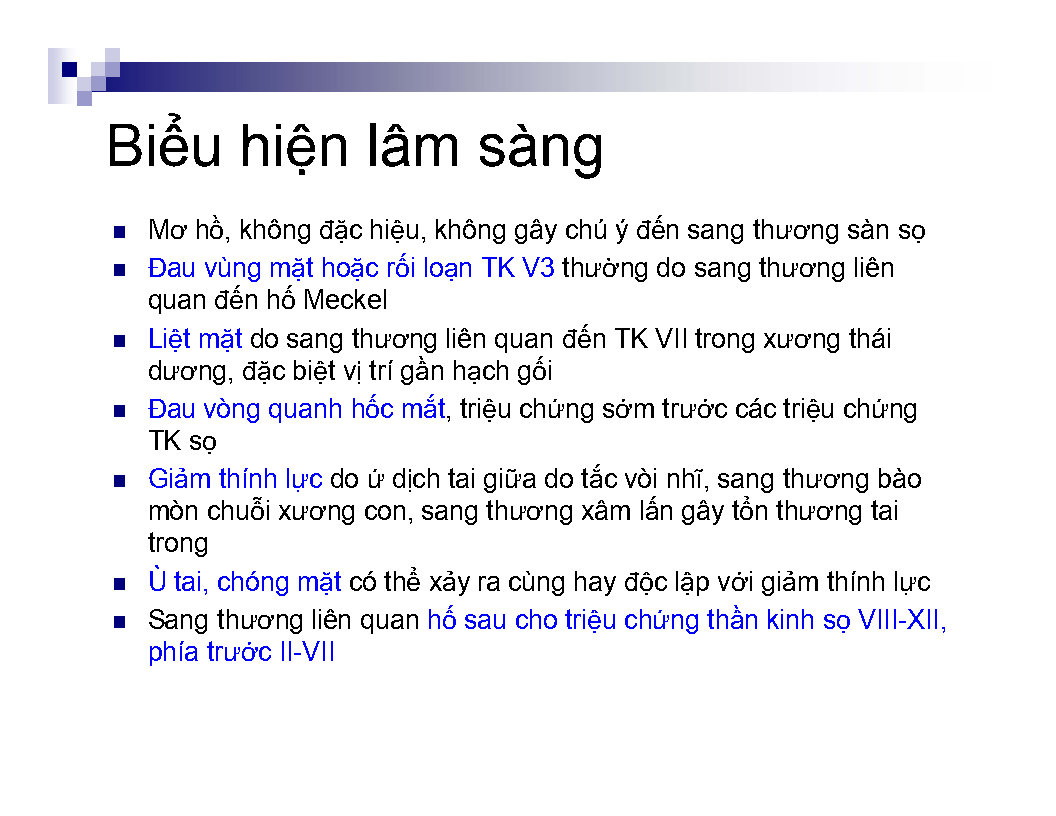 Biểu hiện lâm sàng
Mơ hồ, không đặc hiệu, không gây chú ý đến sang thương sàn sọ
Đau vùng mặt hoặc rối loạn TK V3 thường do sang thương liên
quan đến hố Meckel
Liệt mặt do sang thương liên quan đến TK VII trong xương thái
dương, đặc biệt vị trí gần hạch gối
Đau vòng quanh hốc mắt, triệu chứng sớm trước các triệu chứng
TK sọ
Giảm thính lực do ứ dịch tai giữa do tắc vòi nhĩ, sang thương bào
mòn chuỗi xương con, sang thương xâm lấn gây tổn thương tai
trong
Ù tai, chóng mặt có thể xảy ra cùng hay độc lập với giảm thính lực
Sang thương liên quan hố sau cho triệu chứng thần kinh sọ VIII-XII,
phía trước II-VII